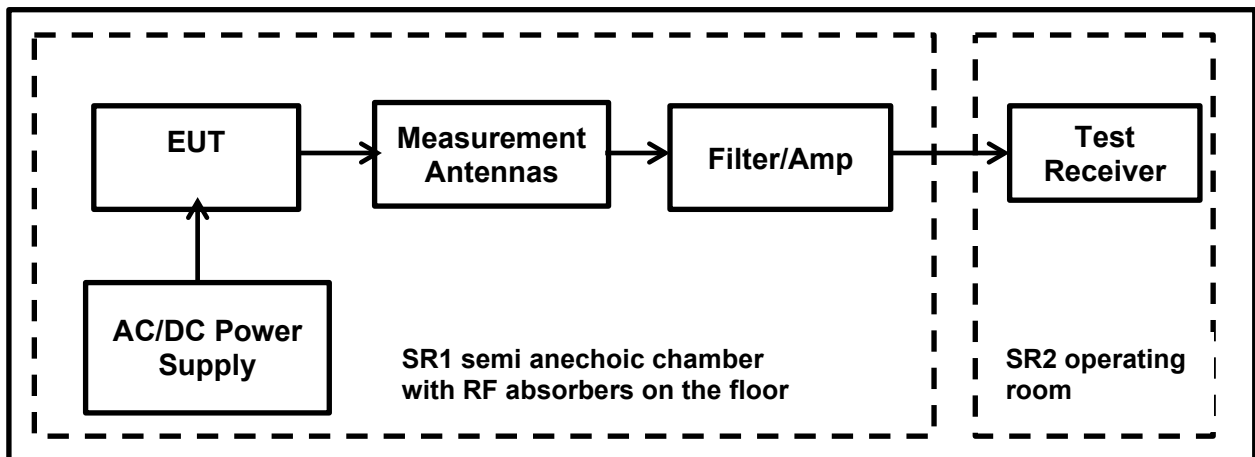 EUT
Measurement
Antennas
Filter/Amp
Test
Receiver
AC/DC Power
Supply
SR1 semi anechoic chamber
with RF absorbers on the floor
SR2 operating
room